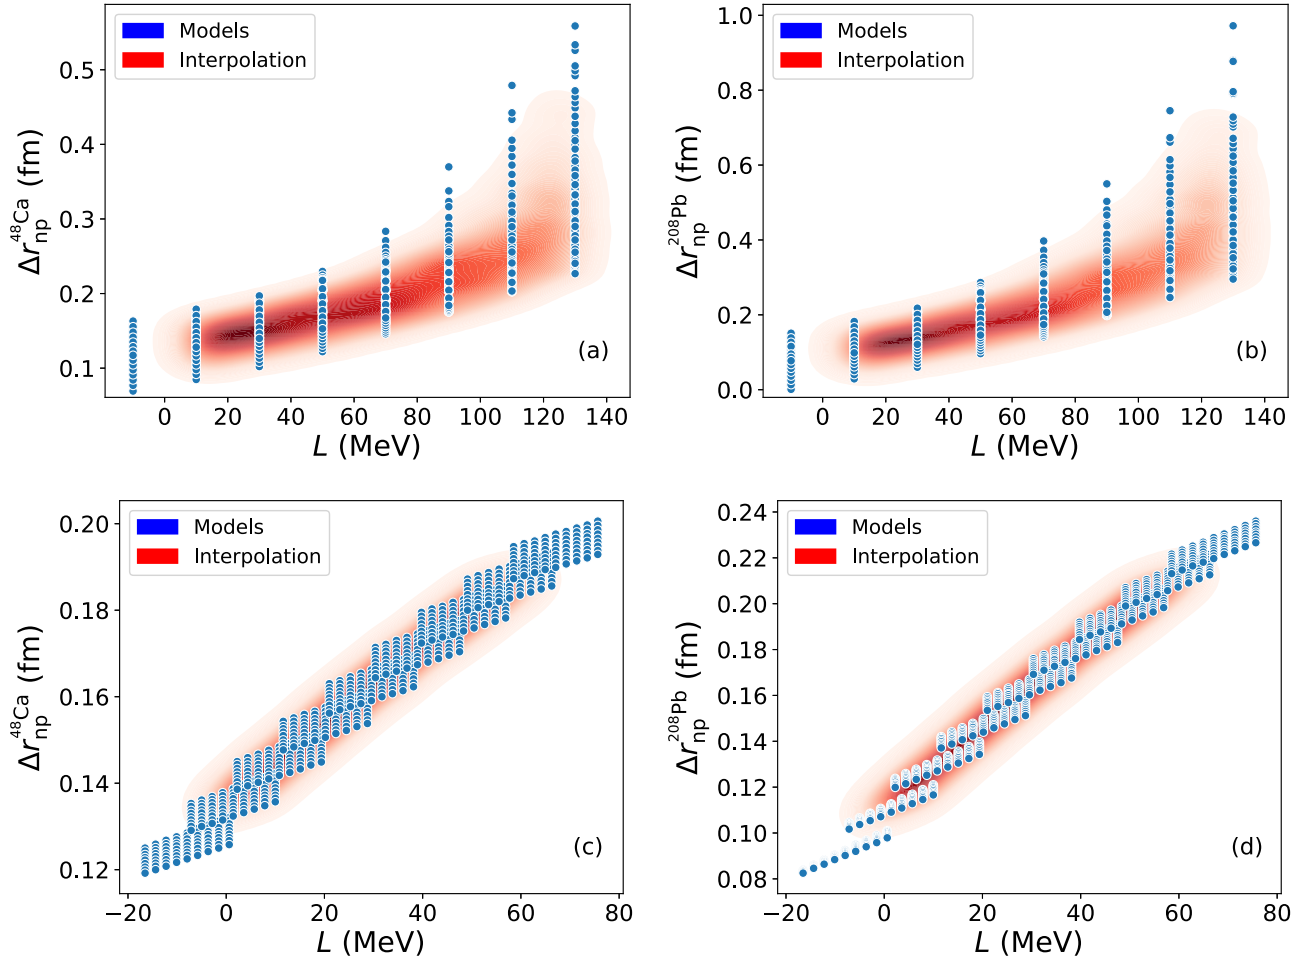 Models
Interpolation
0.5
0.4
0.3
0.2
0.1
Δr_np^48Ca (fm)
(a)
0 20 40 60 80 100 120 140
L (MeV)
Models
Interpolation
1.0
0.8
0.6
0.4
0.2
0.0
Δr_np^208Pb (fm)
(b)
0 20 40 60 80 100 120 140
L (MeV)
Models
Interpolation
0.20
0.18
0.16
0.14
0.12
Δr_np^48Ca (fm)
(c)
−20 0 20 40 60 80
L (MeV)
Models
Interpolation
0.24
0.22
0.20
0.18
0.16
0.14
0.12
0.10
0.08
Δr_np^208Pb (fm)
(d)
−20 0 20 40 60 80
L (MeV)